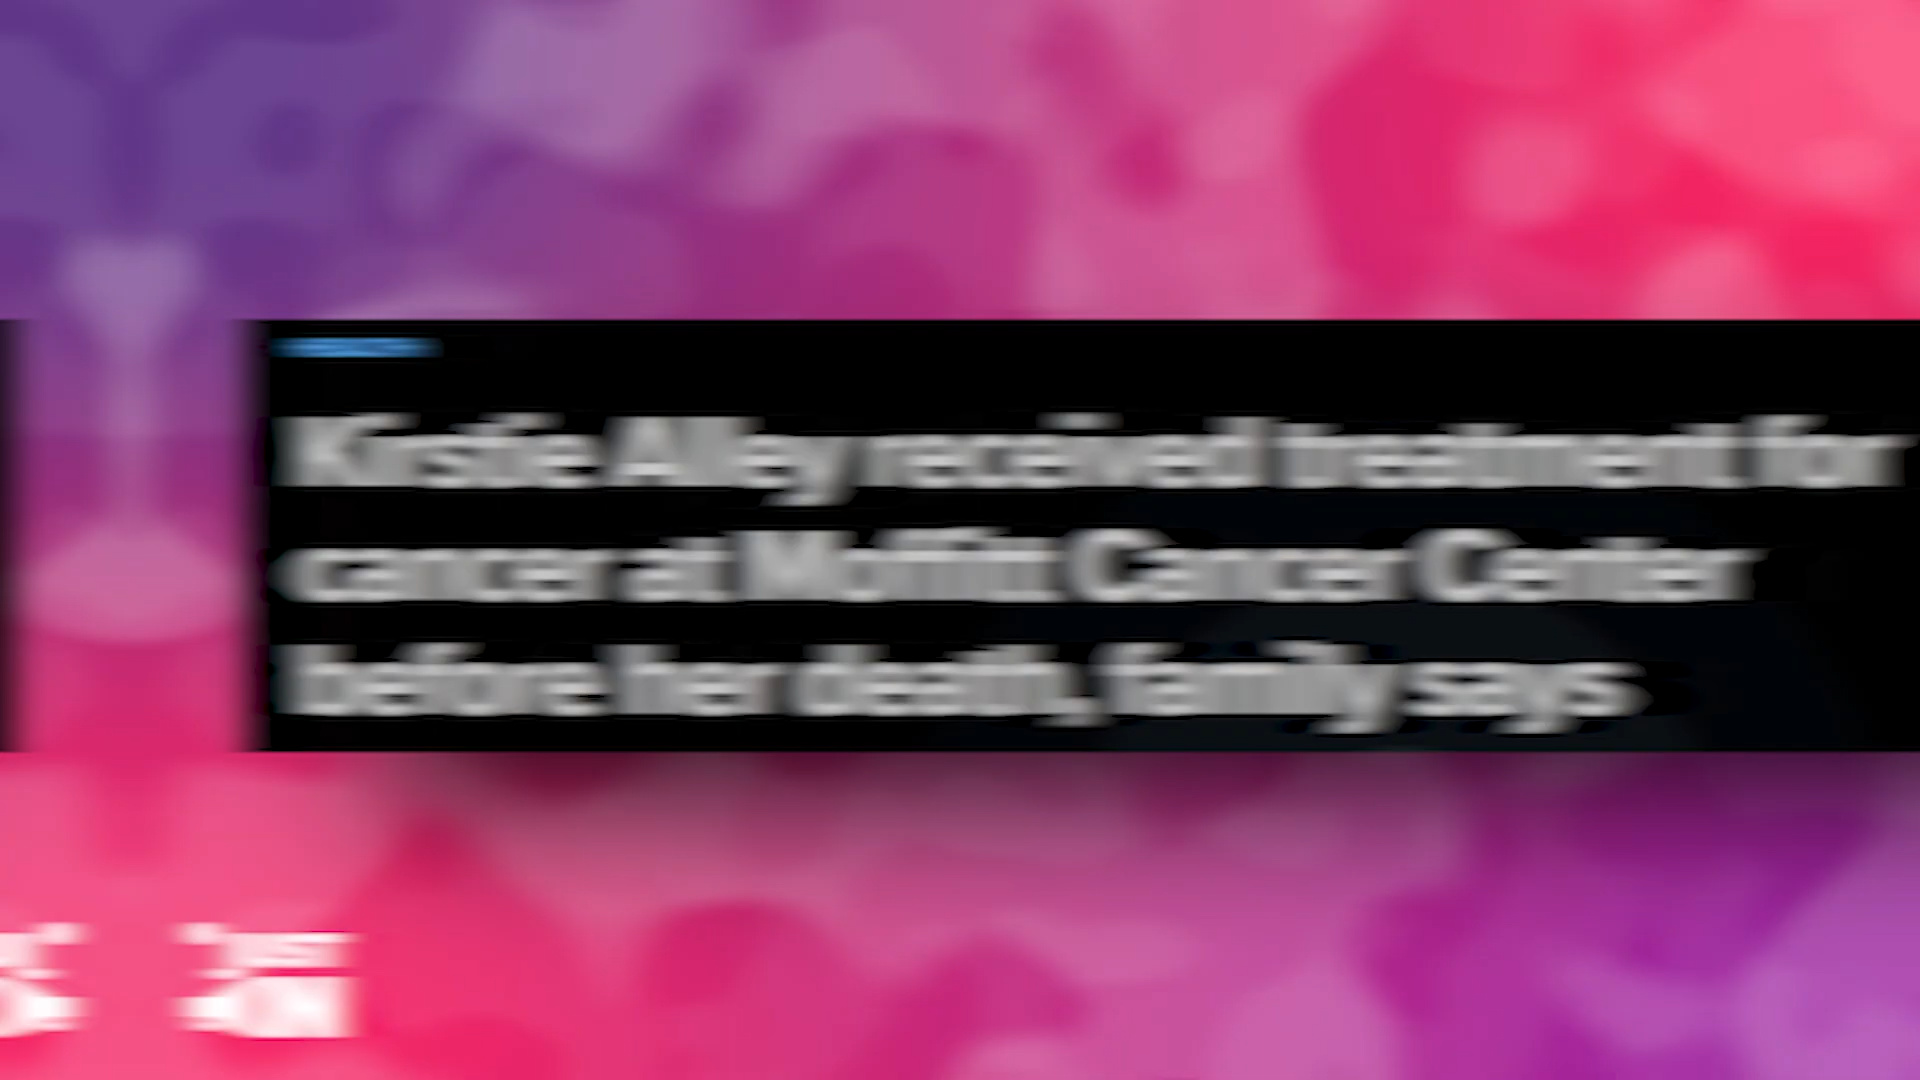 Kirstie Alley received treatment for
cancer at Moffitt Cancer Center
before her death, family says